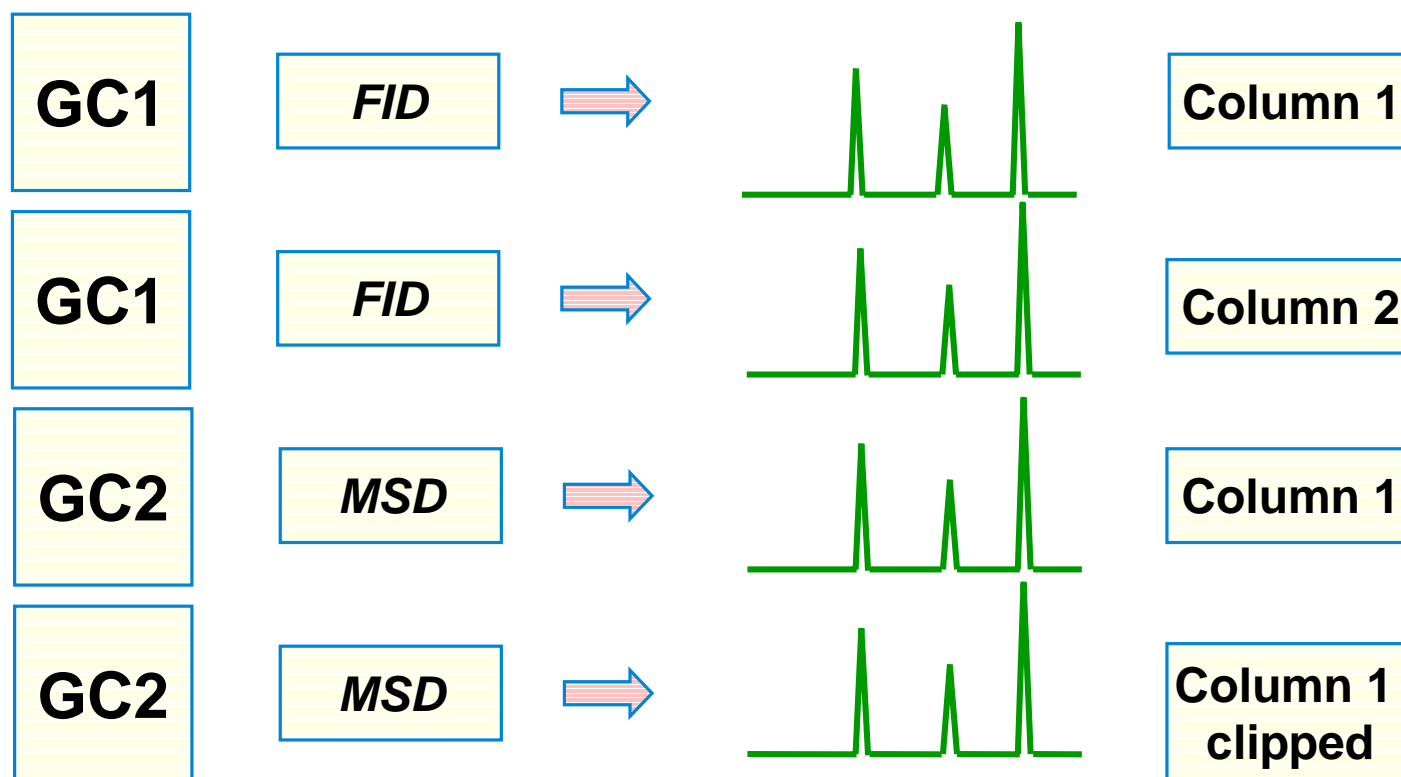 GC1
FID
Column 1
GC1
FID
Column 2
GC2
MSD
Column 1
GC2
MSD
Column 1
clipped